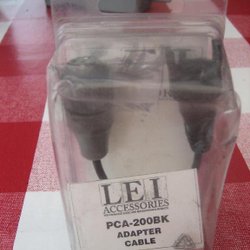 LEI
ACCESSORIES
PCA-200BK
ADAPTER
CABLE